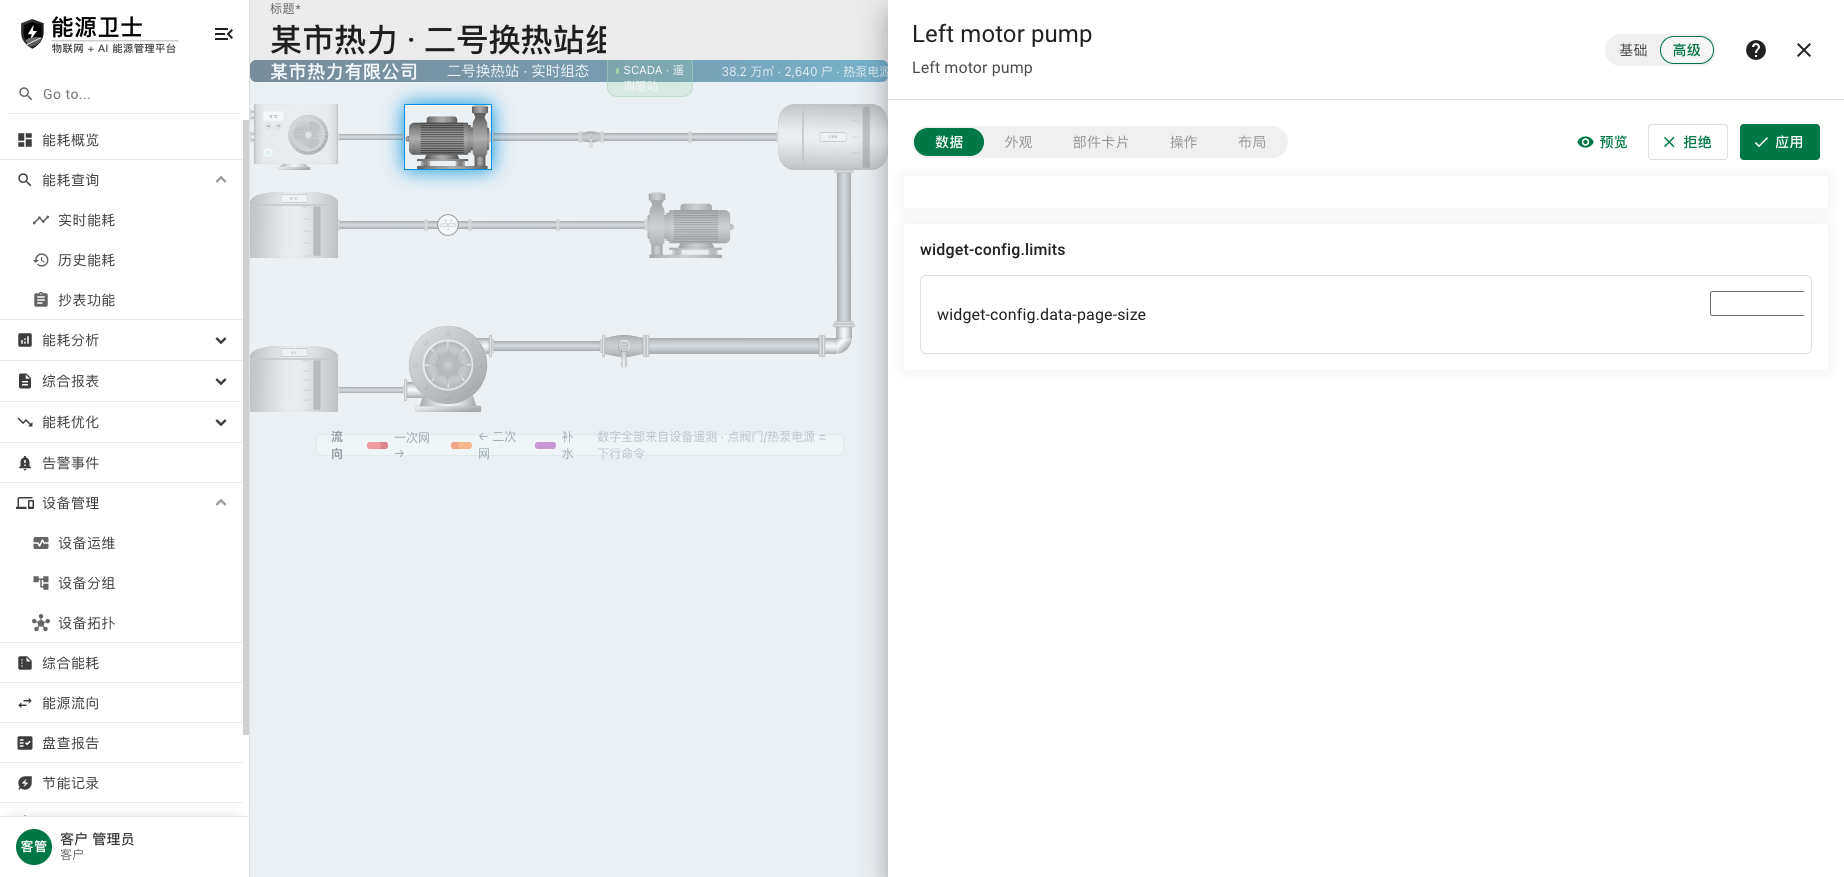 能源卫士
物联网 + AI 能源管理平台
Go to...
能耗概览
能耗查询
实时能耗
历史能耗
抄表功能
能耗分析
综合报表
能耗优化
告警事件
设备管理
设备运维
设备分组
设备拓扑
综合能耗
能源流向
盘查报告
节能记录
客管
客户 管理员
客户
标题*
某市热力 · 二号换热站组
某市热力有限公司
二号换热站 · 实时组态
SCADA · 遥
测驱动
38.2 万㎡ · 2,640 户 · 热泵电源
流
向
一次网
→
← 二次
网
补
水
数字全部来自设备遥测 · 点阀门/热泵电源 =
下行命令
Left motor pump
Left motor pump
基础
高级
数据
外观
部件卡片
操作
布局
预览
拒绝
应用
widget-config.limits
widget-config.data-page-size